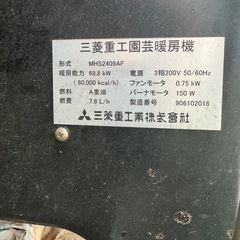 三菱重工園芸暖房機
形式 MHS2409AF
暖房能力 69.8 kW 電源 3相200V 50/60Hz
(60,000 kcal/h) ファンモータ 0.75 kW
燃料 A重油 バーナモータ 150 W
燃料 7.8 L/h 製造番号 906102016
三菱重工業株式会社